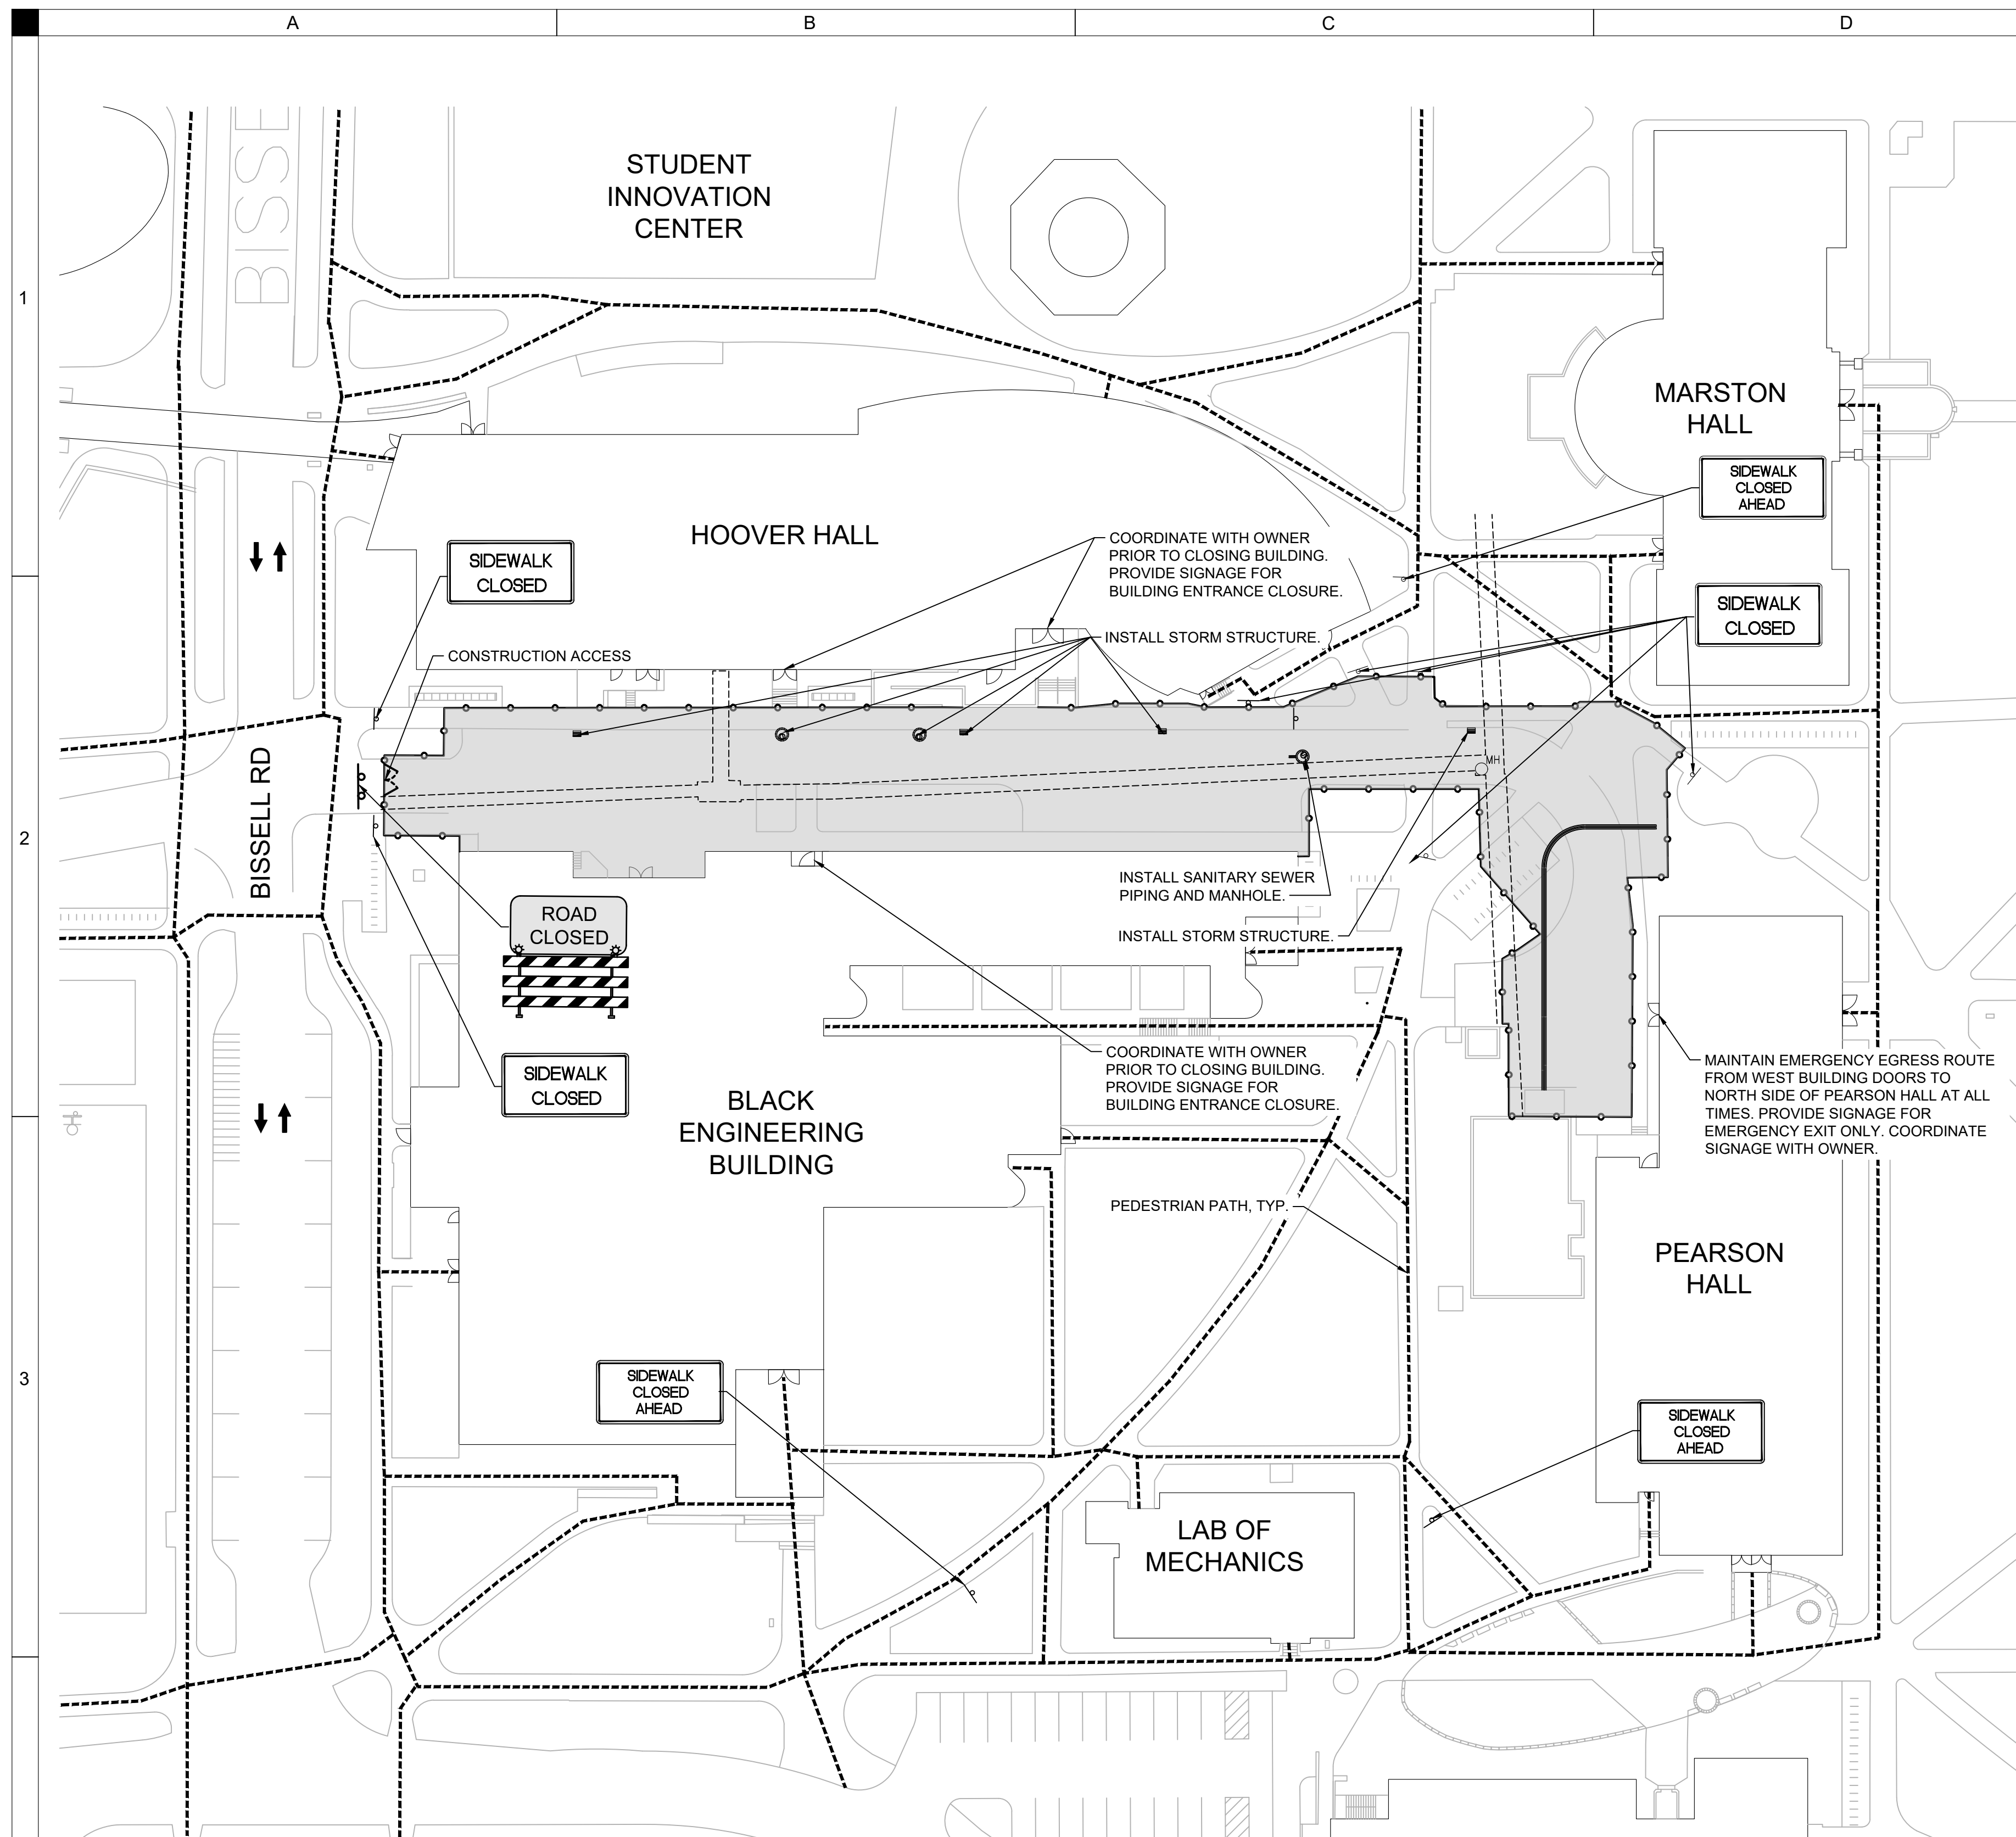 A
B
C
D
1
2
3
BISSE
STUDENT
INNOVATION
CENTER
MARSTON
HALL
SIDEWALK
CLOSED
AHEAD
HOOVER HALL
COORDINATE WITH OWNER
PRIOR TO CLOSING BUILDING.
PROVIDE SIGNAGE FOR
BUILDING ENTRANCE CLOSURE.
SIDEWALK
CLOSED
SIDEWALK
CLOSED
INSTALL STORM STRUCTURE.
CONSTRUCTION ACCESS
MH
BISSELL RD
INSTALL SANITARY SEWER
PIPING AND MANHOLE.
ROAD
CLOSED
INSTALL STORM STRUCTURE.
COORDINATE WITH OWNER
PRIOR TO CLOSING BUILDING.
PROVIDE SIGNAGE FOR
BUILDING ENTRANCE CLOSURE.
MAINTAIN EMERGENCY EGRESS ROUTE
FROM WEST BUILDING DOORS TO
NORTH SIDE OF PEARSON HALL AT ALL
TIMES. PROVIDE SIGNAGE FOR
EMERGENCY EXIT ONLY. COORDINATE
SIGNAGE WITH OWNER.
SIDEWALK
CLOSED
BLACK
ENGINEERING
BUILDING
PEDESTRIAN PATH, TYP.
PEARSON
HALL
SIDEWALK
CLOSED
AHEAD
SIDEWALK
CLOSED
AHEAD
LAB OF
MECHANICS